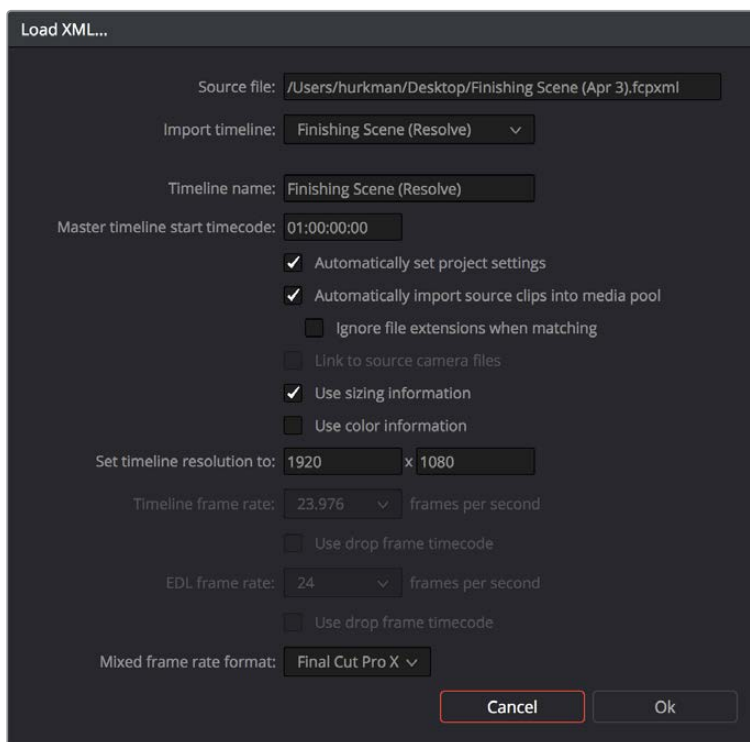 Load XML...
Source file: /Users/hurkman/Desktop/Finishing Scene (Apr 3).fcpxml
Import timeline: Finishing Scene (Resolve)
Timeline name: Finishing Scene (Resolve)
Master timeline start timecode: 01:00:00:00
Automatically set project settings
Automatically import source clips into media pool
Ignore file extensions when matching
Link to source camera files
Use sizing information
Use color information
Set timeline resolution to: 1920 x 1080
Timeline frame rate: 23.976 frames per second
Use drop frame timecode
EDL frame rate: 24 frames per second
Use drop frame timecode
Mixed frame rate format: Final Cut Pro X
Cancel Ok